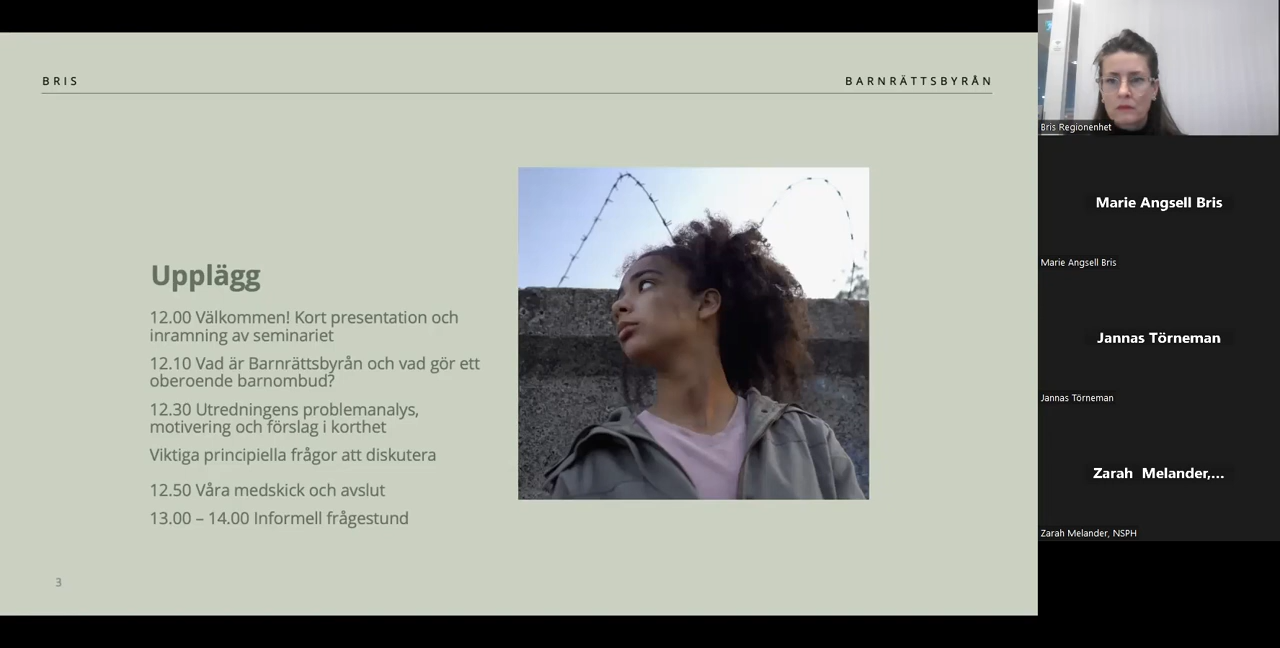 BRIS
BARNRÄTTSBYRÅN
Upplägg
12.00 Välkommen! Kort presentation och
inramning av seminariet
12.10 Vad är Barnrättsbyrån och vad gör ett
oberoende barnombud?
12.30 Utredningens problemanalys,
motivering och förslag i korthet
Viktiga principiella frågor att diskutera
12.50 Våra medskick och avslut
13.00 – 14.00 Informell frågestund
3
Bris Regionenhet
Marie Angsell Bris
Marie Angsell Bris
Jannas Törneman
Jannas Törneman
Zarah Melander,...
Zarah Melander, NSPH